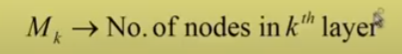 M_k → No. of nodes in k^th layer